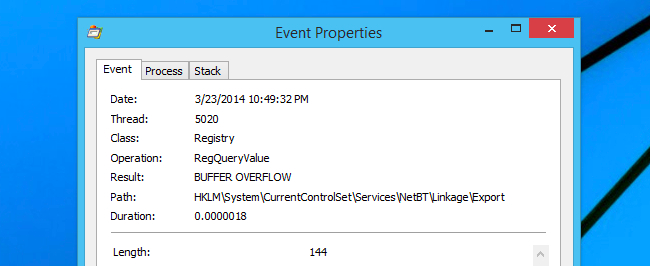 Event Properties
Event Process Stack
Date: 3/23/2014 10:49:32 PM
Thread: 5020
Class: Registry
Operation: RegQueryValue
Result: BUFFER OVERFLOW
Path: HKLM\System\CurrentControlSet\Services\NetBT\Linkage\Export
Duration: 0.0000018
Length: 144